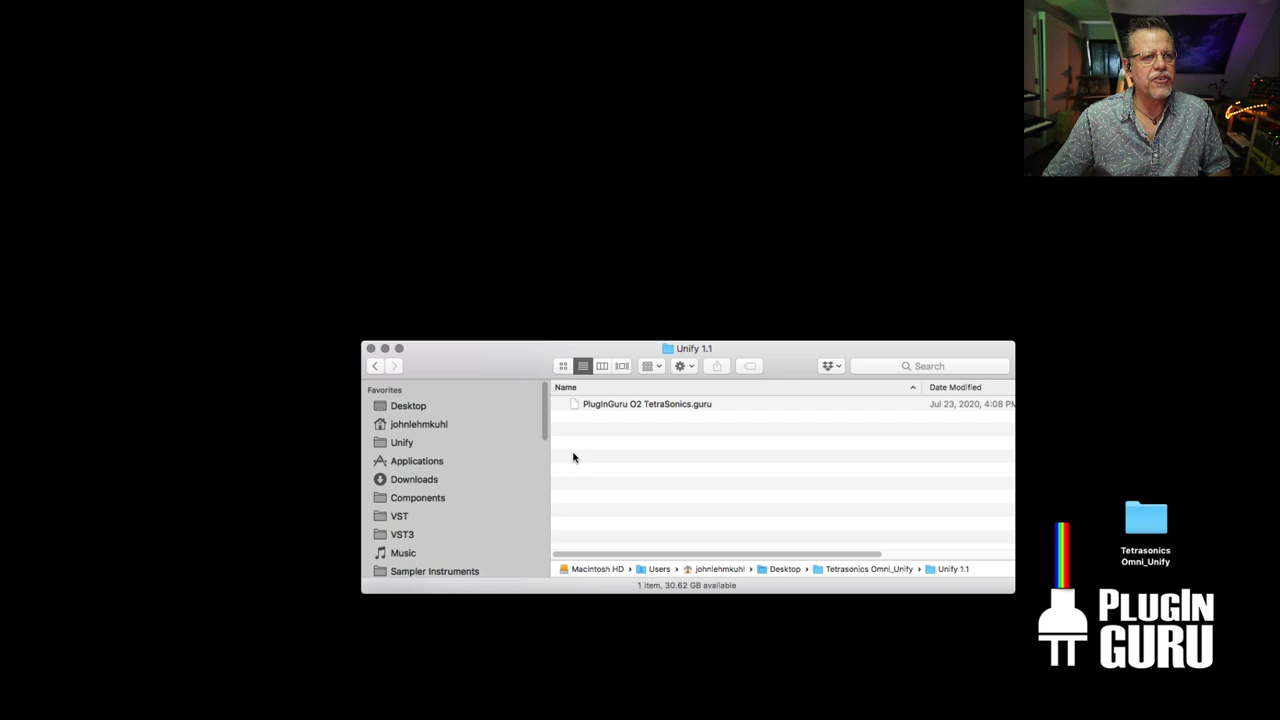 Unify 1.1
Search
Favorites
Desktop
johnlehmkuhl
Unify
Applications
Downloads
Components
VST
VST3
Music
Sampler Instruments
Name
Date Modified
PlugInGuru O2 TetraSonics.guru
Jul 23, 2020, 4:08 PM
Macintosh HD › Users › johnlehmkuhl › Desktop › Tetrasonics Omni_Unify › Unify 1.1
1 item, 30.62 GB available
Tetrasonics
Omni_Unify
PLUGIN
GURU